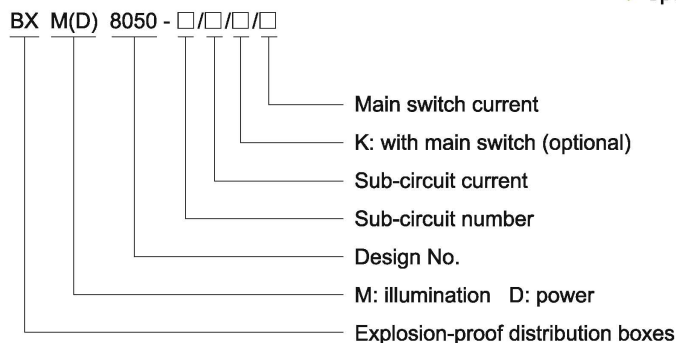 BX M(D) 8050 - □/□/□/□
Main switch current
K: with main switch (optional)
Sub-circuit current
Sub-circuit number
Design No.
M: illumination D: power
Explosion-proof distribution boxes